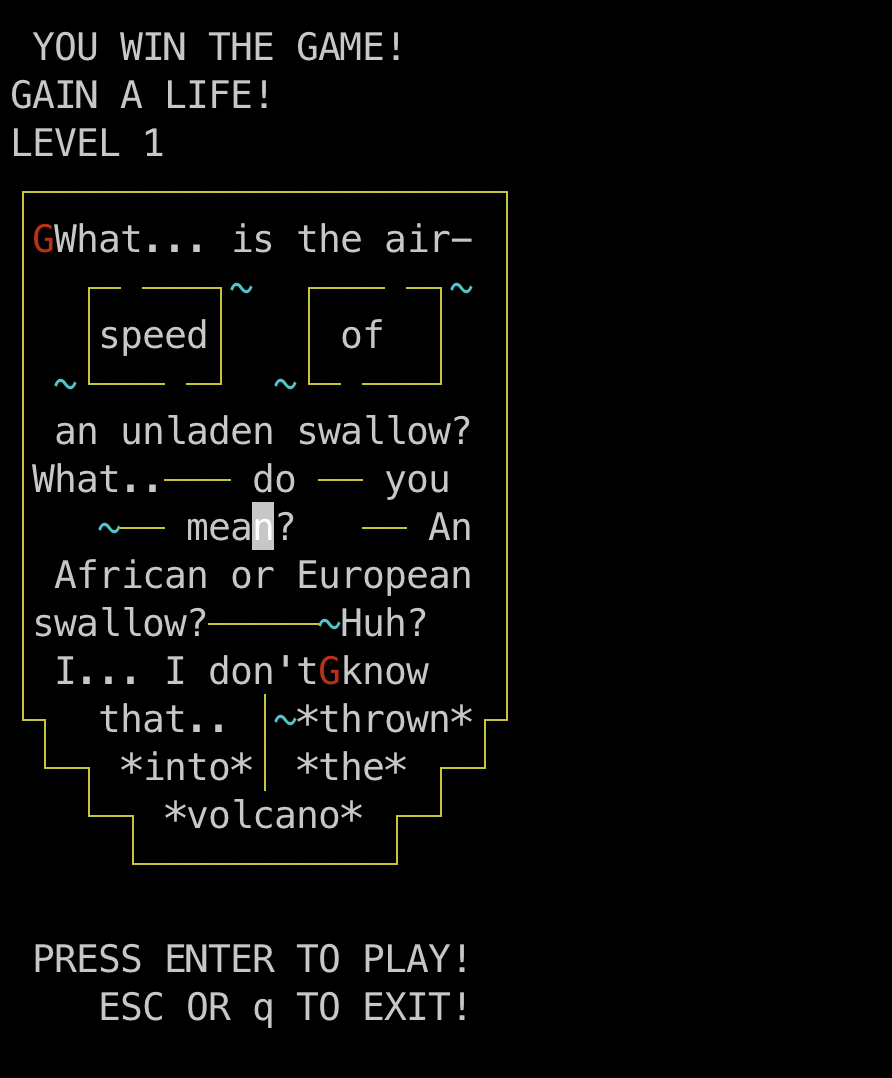 YOU WIN THE GAME!
GAIN A LIFE!
LEVEL 1
GWhat... is the air-
~ ~
speed of
~ ~
an unladen swallow?
What.. do you
~ mean? An
African or European
swallow? ~Huh?
I... I don'tGknow
that.. ~*thrown*
*into* *the*
*volcano*
PRESS ENTER TO PLAY!
ESC OR q TO EXIT!